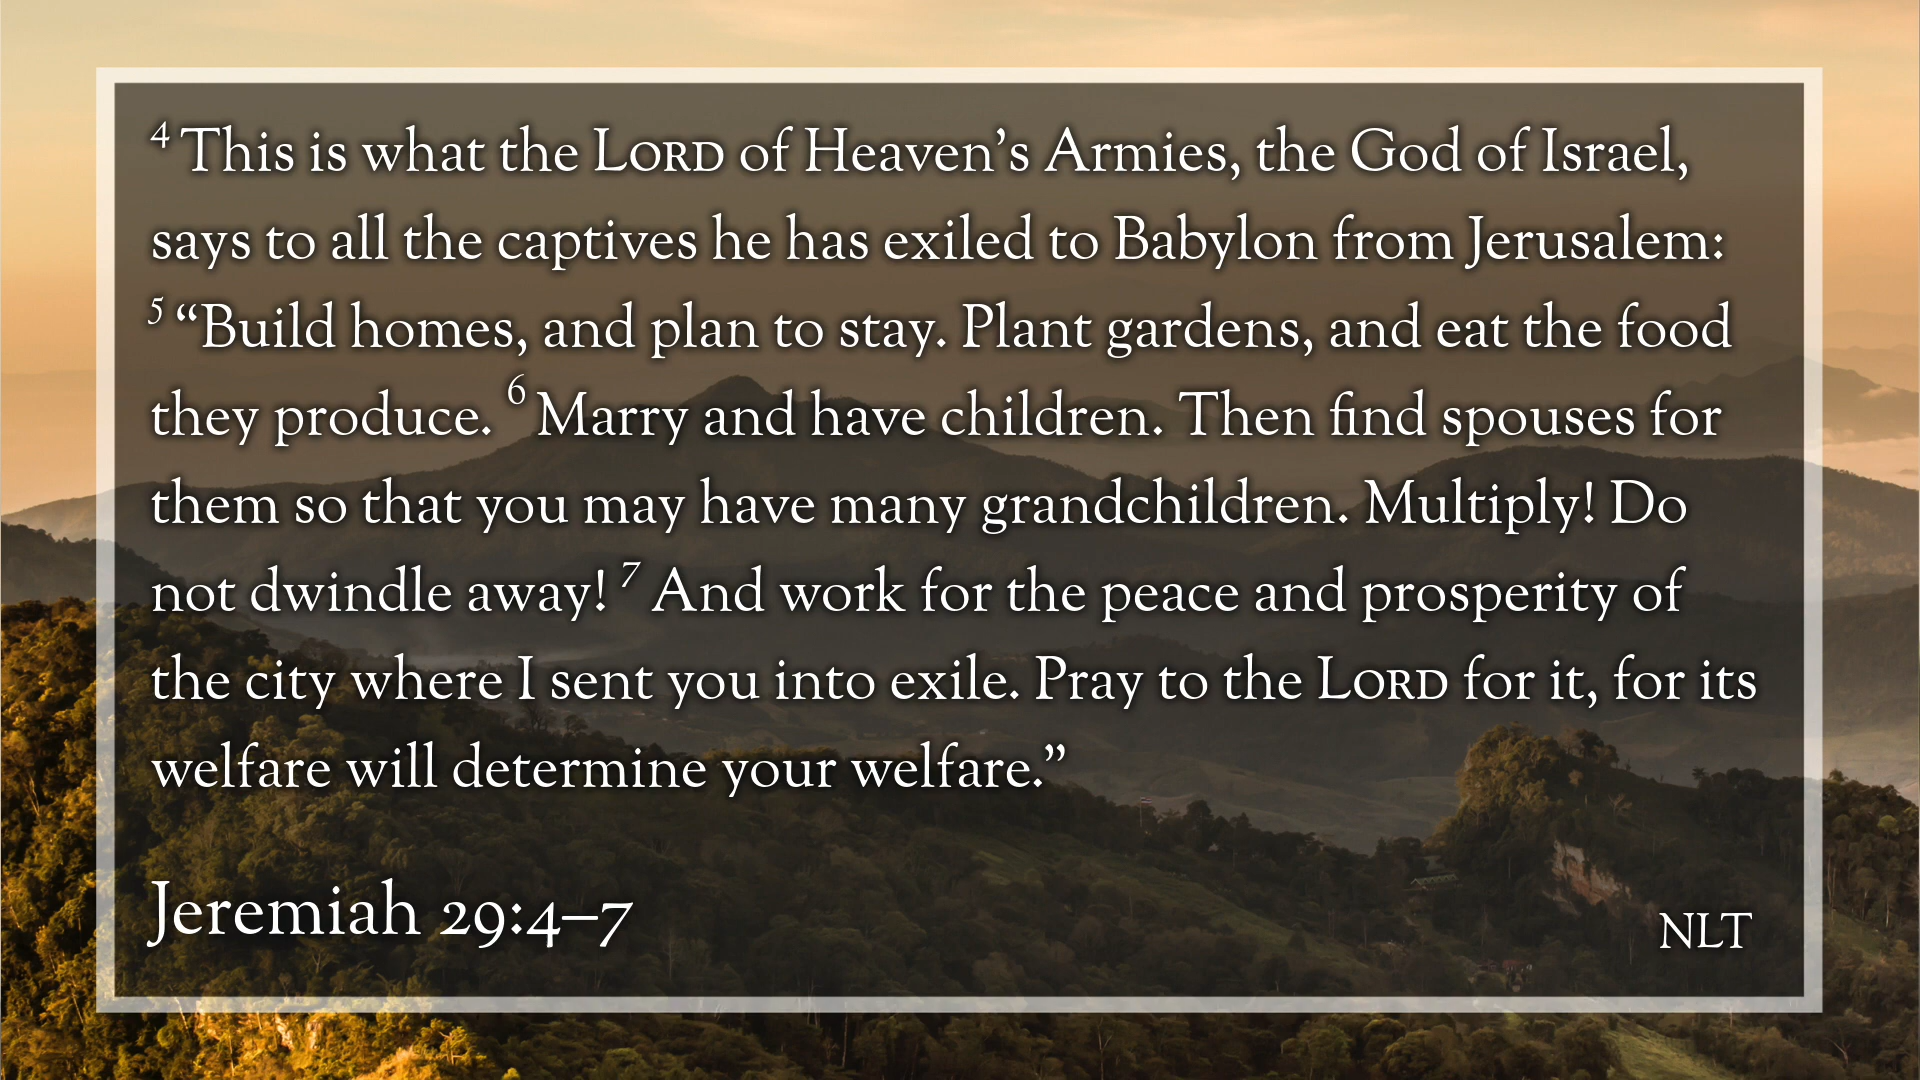 4 This is what the LORD of Heaven’s Armies, the God of Israel,
says to all the captives he has exiled to Babylon from Jerusalem:
5 “Build homes, and plan to stay. Plant gardens, and eat the food
they produce. 6 Marry and have children. Then find spouses for
them so that you may have many grandchildren. Multiply! Do
not dwindle away! 7 And work for the peace and prosperity of
the city where I sent you into exile. Pray to the LORD for it, for its
welfare will determine your welfare.”
Jeremiah 29:4–7
NLT